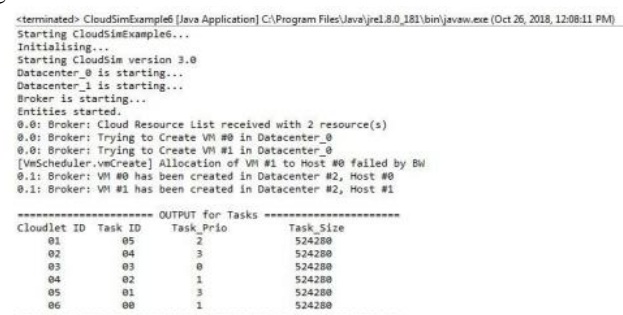 <terminated> CloudSimExample6 [Java Application] C:\Program Files\Java\jre1.8.0_181\bin\javaw.exe (Oct 26, 2018, 12:08:11 PM)
Starting CloudSimExample6...
Initialising...
Starting CloudSim version 3.0
Datacenter_0 is starting...
Datacenter_1 is starting...
Broker is starting...
Entities started.
0.0: Broker: Cloud Resource List received with 2 resource(s)
0.0: Broker: Trying to Create VM #0 in Datacenter_0
0.0: Broker: Trying to Create VM #1 in Datacenter_0
[VmScheduler.vmCreate] Allocation of VM #1 to Host #0 failed by BW
0.1: Broker: VM #0 has been created in Datacenter #2, Host #0
0.1: Broker: VM #1 has been created in Datacenter #2, Host #1
====================== OUTPUT for Tasks ======================
Cloudlet ID Task ID Task_Prio Task_Size
01 05 2 524280
02 04 3 524280
03 03 0 524280
04 02 1 524280
05 01 3 524280
06 00 1 524280